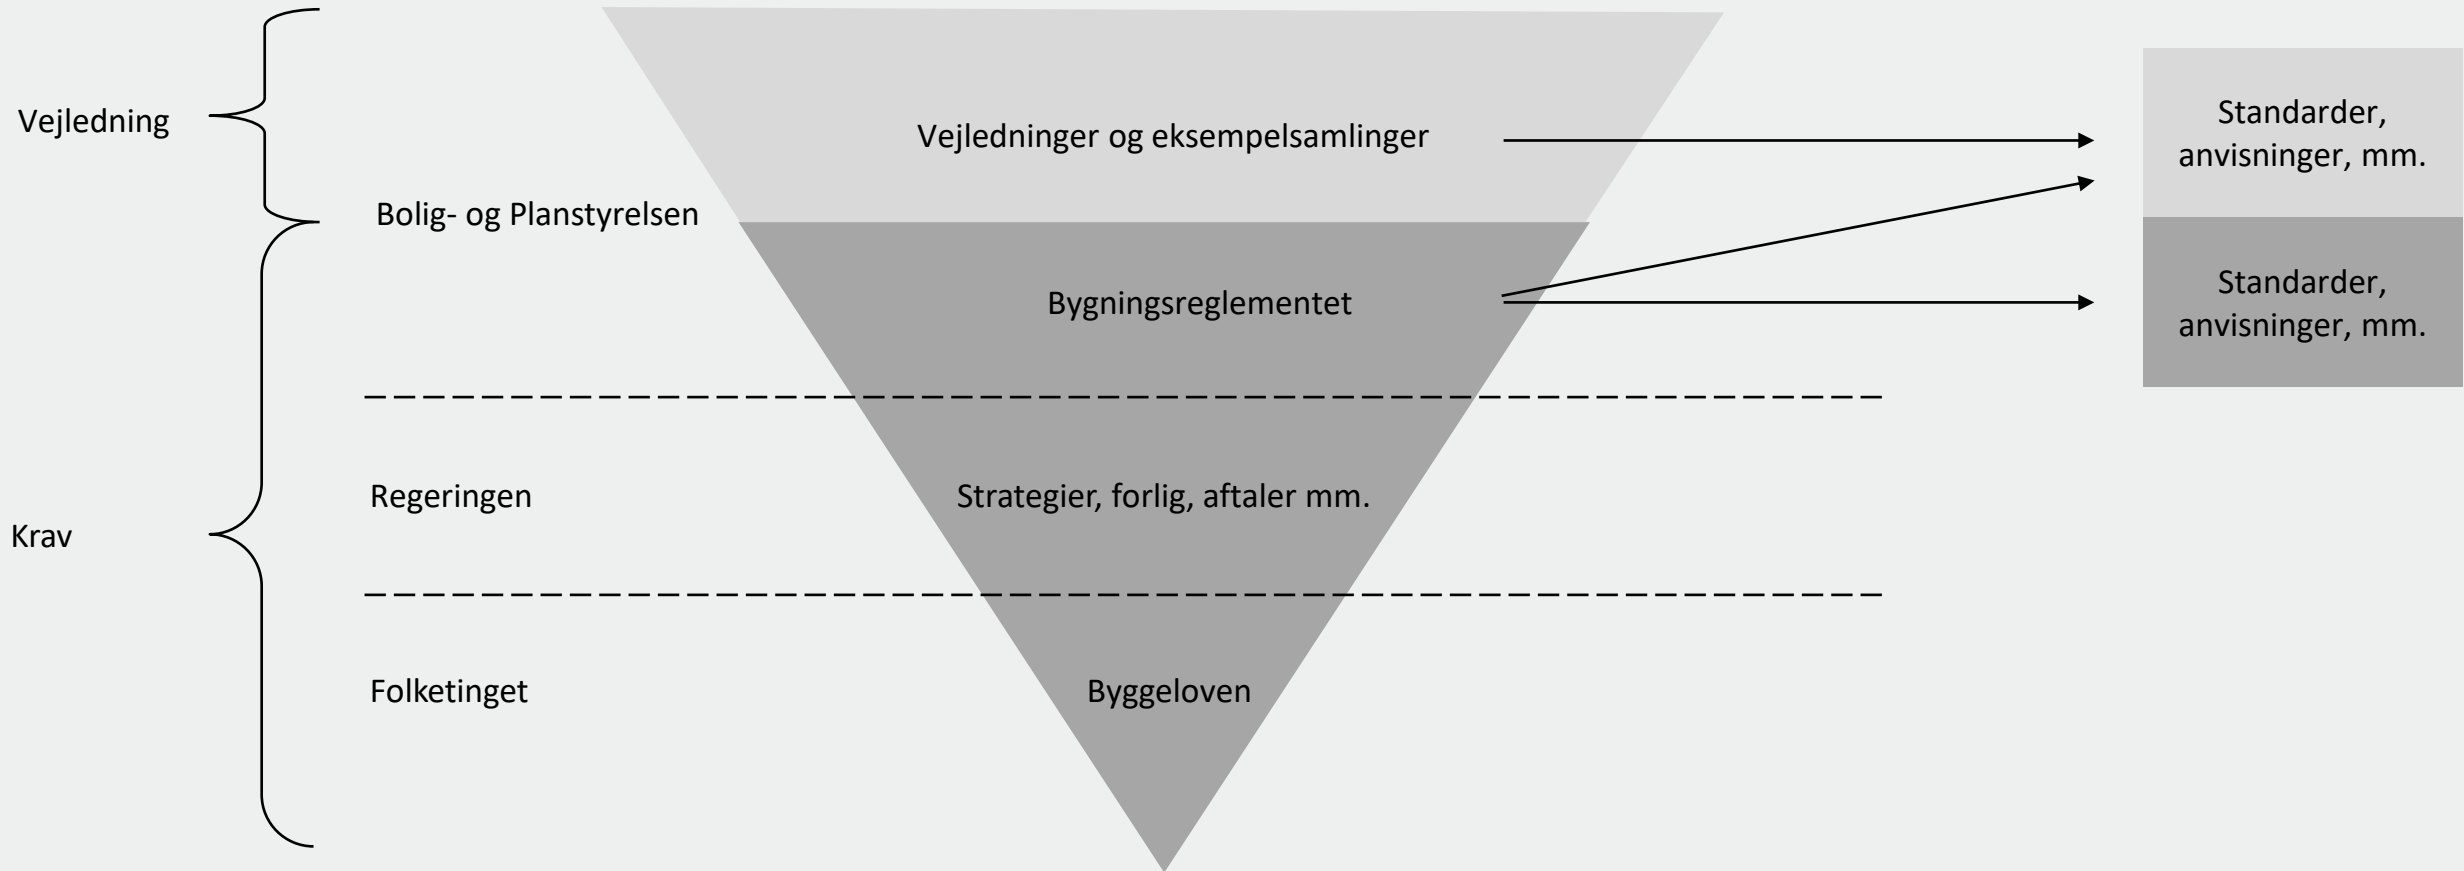 Vejledning
Vejledninger og eksempelsamlinger
Standarder,
anvisninger, mm.
Bolig- og Planstyrelsen
Bygningsreglementet
Standarder,
anvisninger, mm.
Regeringen
Strategier, forlig, aftaler mm.
Krav
Folketinget
Byggeloven